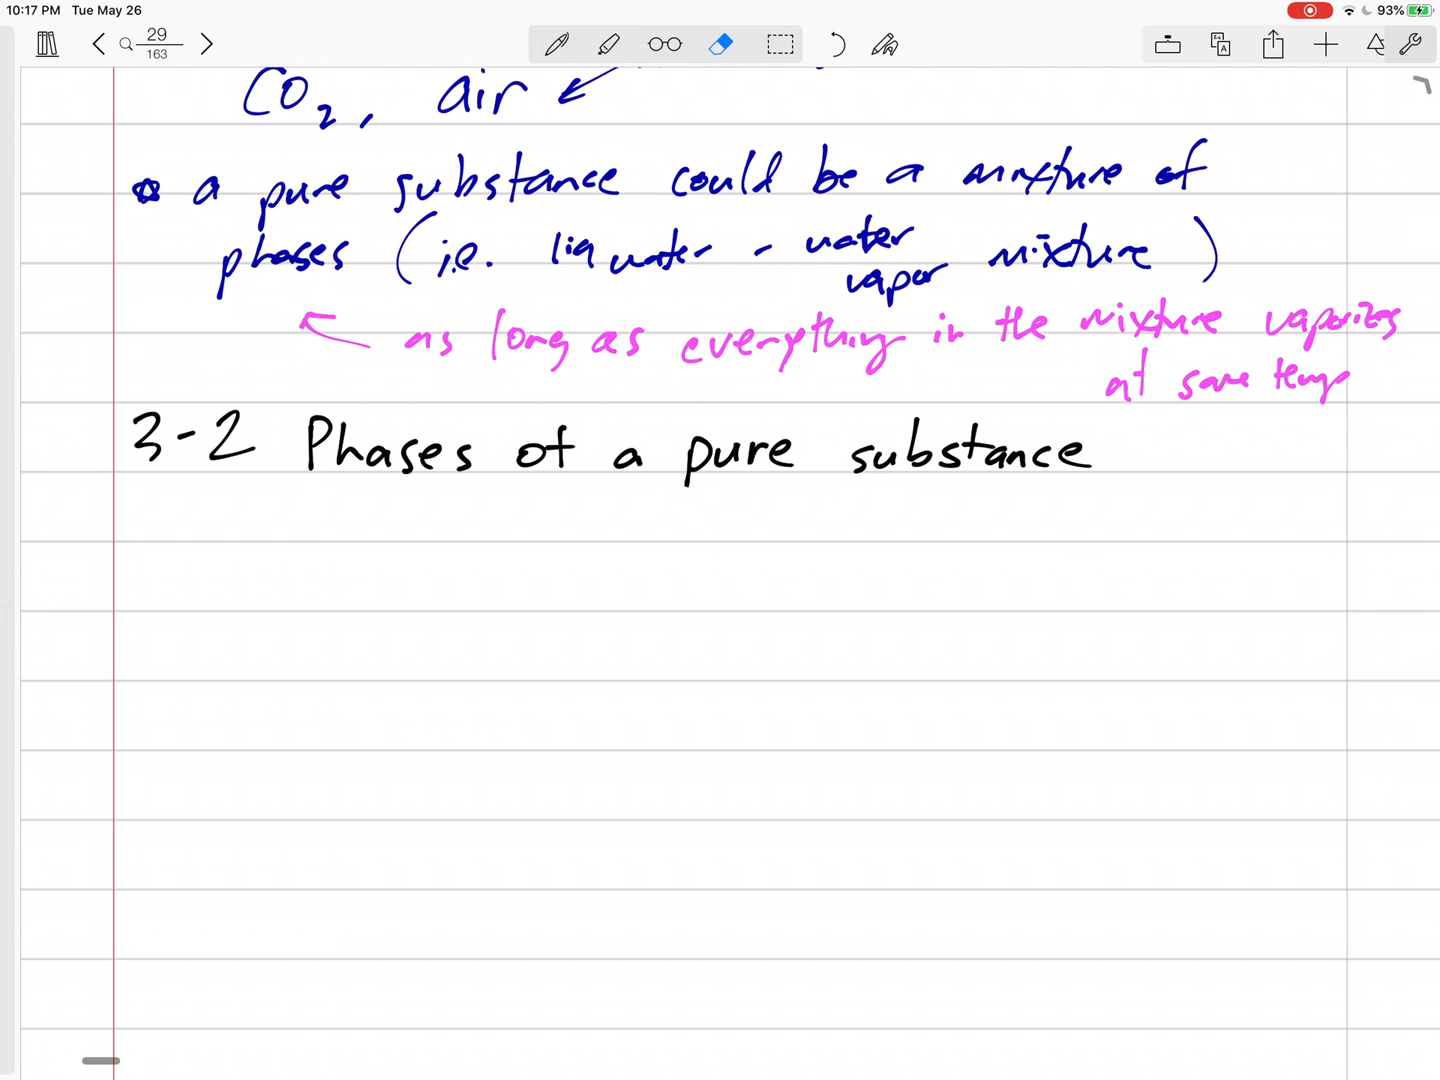 10:17 PM Tue May 26
93%
29
163
CO2, air
a pure substance could be a mixture of
phases (i.e. liq water - water vapor mixture)
as long as everything in the mixture vaporizes
at same temp
3-2 Phases of a pure substance